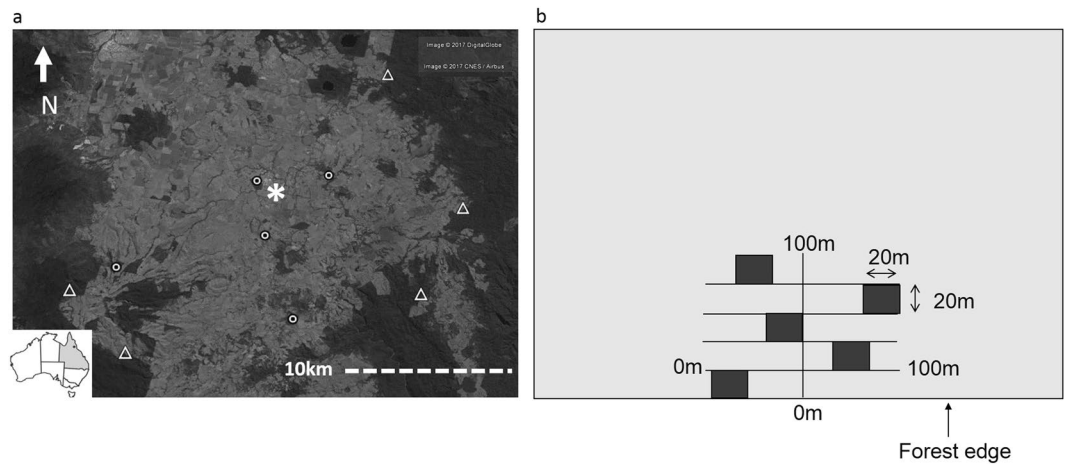 a
b
Image © 2017 DigitalGlobe
Image © 2017 CNES / Airbus
N
*
10km
100m
20m
20m
0m
100m
0m
Forest edge